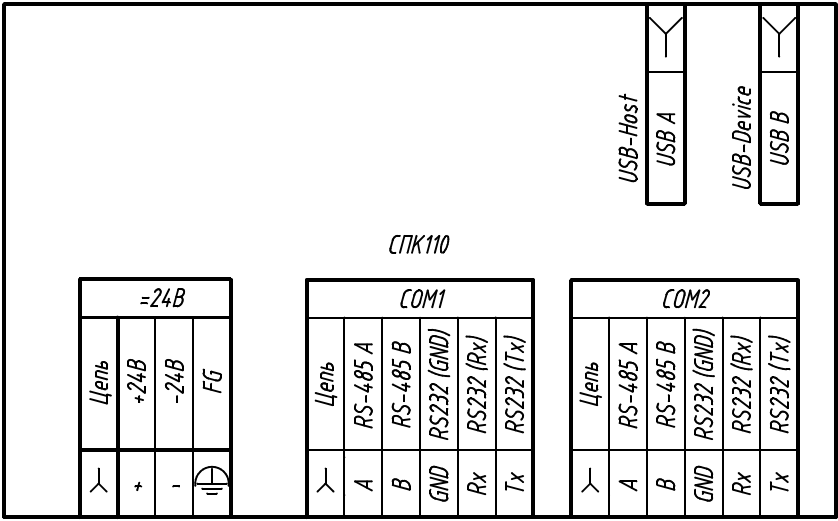 USB-Host
USB A
USB-Device
USB B
СПК110
=24В
Цепь
+24В
-24В
FG
+
-
COM1
Цепь
RS-485 A
RS-485 B
RS232 (GND)
RS232 (Rx)
RS232 (Tx)
A
B
GND
Rx
Tx
COM2
Цепь
RS-485 A
RS-485 B
RS232 (GND)
RS232 (Rx)
RS232 (Tx)
A
B
GND
Rx
Tx